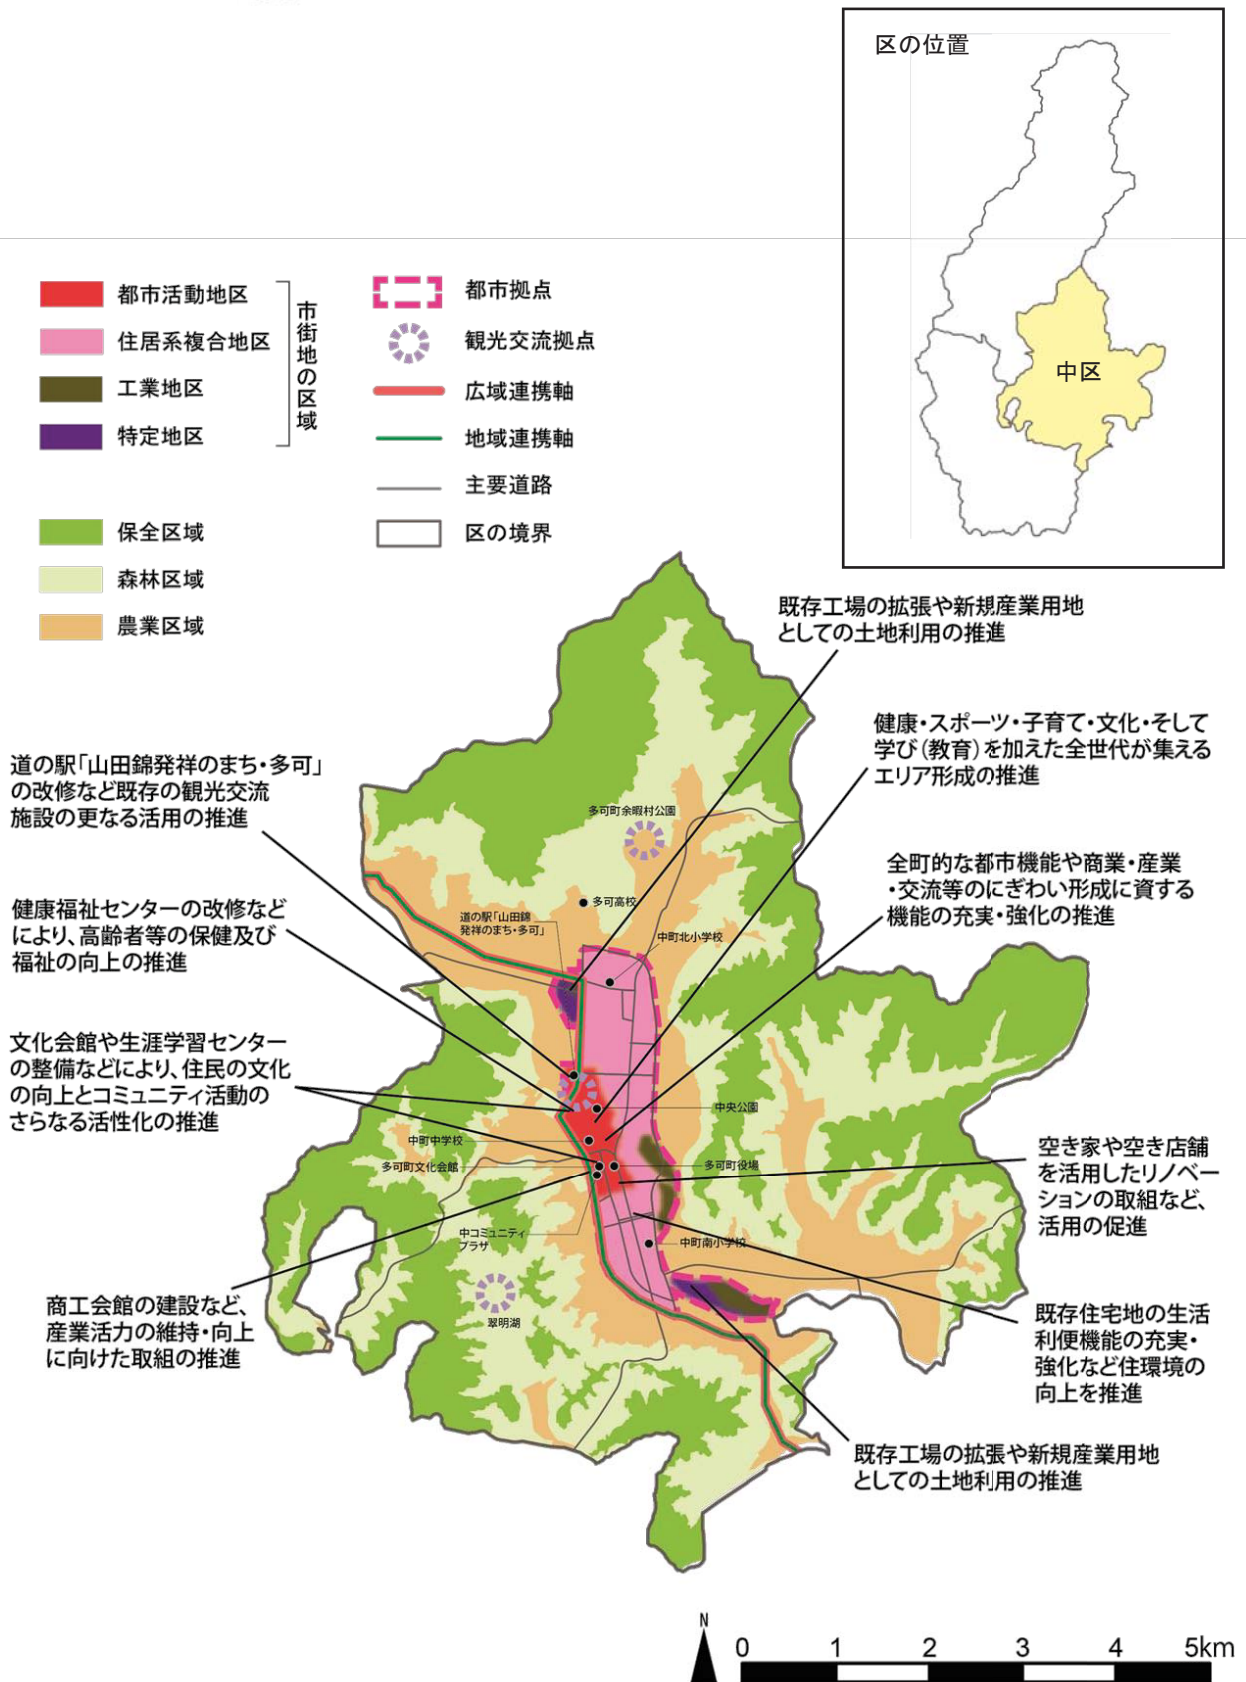 区の位置
中区
都市活動地区
住居系複合地区
工業地区
特定地区
市街地の区域
保全区域
森林区域
農業区域
都市拠点
観光交流拠点
広域連携軸
地域連携軸
主要道路
区の境界
既存工場の拡張や新規産業用地
としての土地利用の推進
健康・スポーツ・子育て・文化・そして
学び（教育）を加えた全世代が集える
エリア形成の推進
全町的な都市機能や商業・産業
・交流等のにぎわい形成に資する
機能の充実・強化の推進
道の駅「山田錦発祥のまち・多可」
の改修など既存の観光交流
施設の更なる活用の推進
健康福祉センターの改修など
により、高齢者等の保健及び
福祉の向上の推進
文化会館や生涯学習センター
の整備などにより、住民の文化
の向上とコミュニティ活動の
さらなる活性化の推進
商工会館の建設など、
産業活力の維持・向上
に向けた取組の推進
多可町余暇村公園
多可高校
道の駅「山田錦
発祥のまち・多可」
中町北小学校
中央公園
中町中学校
多可町文化会館
多可町役場
中コミュニティ
プラザ
中町南小学校
翠明湖
空き家や空き店舗
を活用したリノベー
ションの取組など、
活用の促進
既存住宅地の生活
利便機能の充実・
強化など住環境の
向上を推進
既存工場の拡張や新規産業用地
としての土地利用の推進
N
0 1 2 3 4 5km